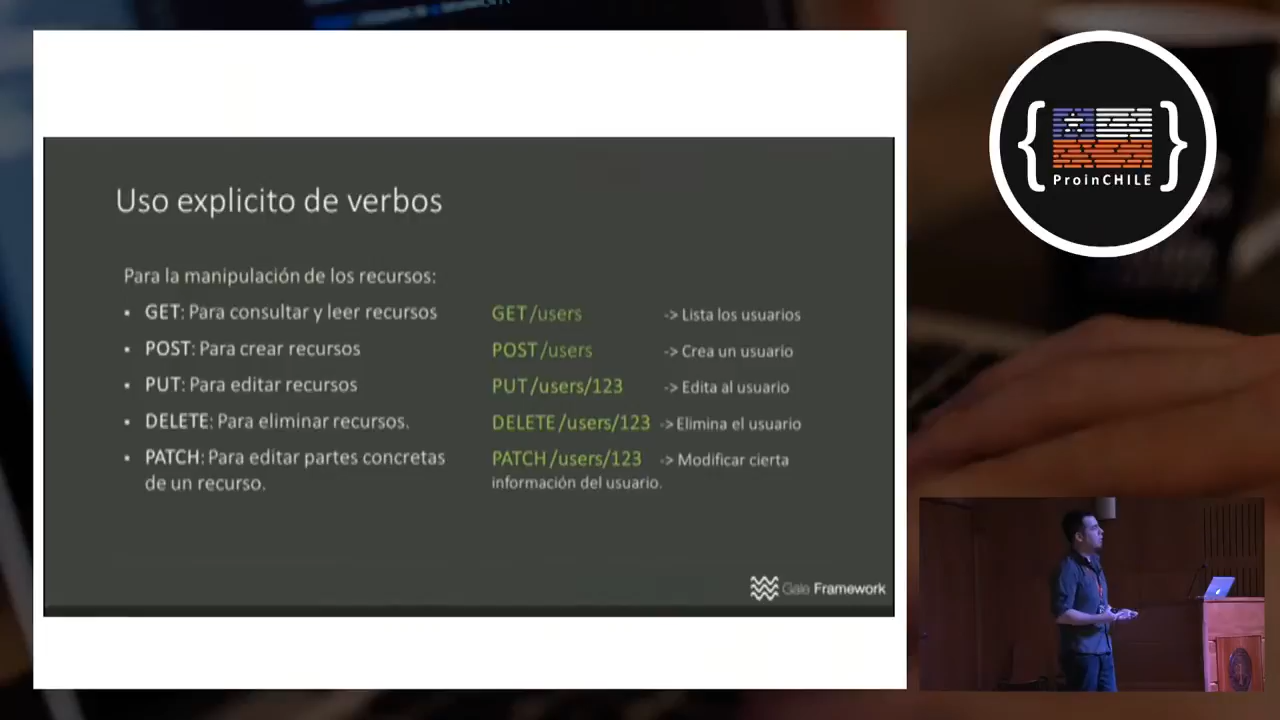 Uso explicito de verbos
Para la manipulación de los recursos:
▪ GET: Para consultar y leer recursos
▪ POST: Para crear recursos
▪ PUT: Para editar recursos
▪ DELETE: Para eliminar recursos.
▪ PATCH: Para editar partes concretas
de un recurso.
GET /users -> Lista los usuarios
POST /users -> Crea un usuario
PUT /users/123 -> Edita al usuario
DELETE /users/123 ->Elimina el usuario
PATCH /users/123 -> Modificar cierta
información del usuario.
Gale Framework
{ }
ProinCHILE